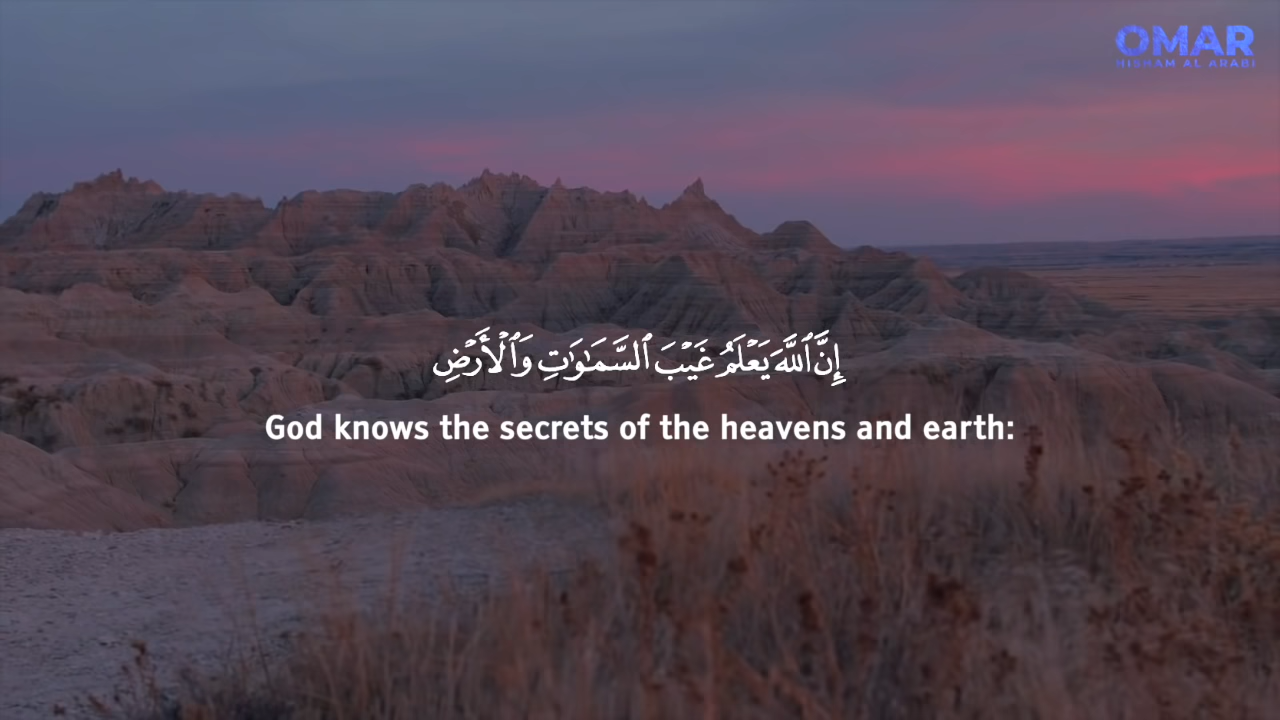 OMAR
HISHAM AL ARABI
إِنَّ ٱللَّهَ يَعْلَمُ غَيْبَ ٱلسَّمَـٰوَٰتِ وَٱلْأَرْضِ
God knows the secrets of the heavens and earth: